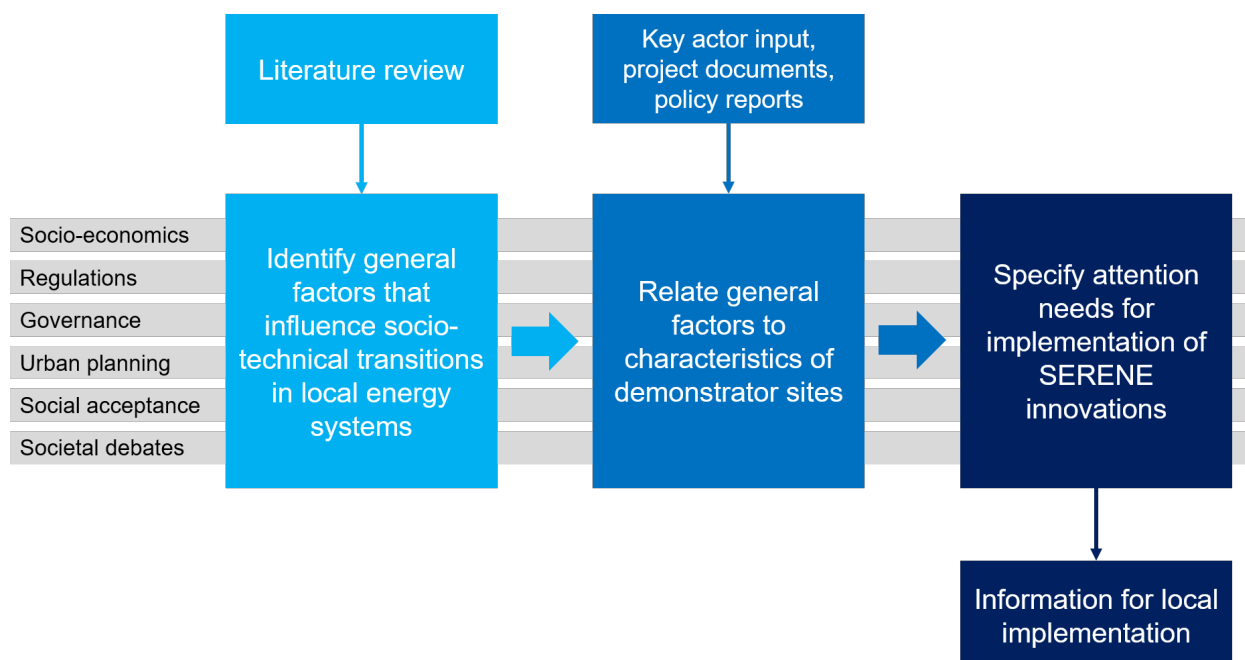 Literature review
Key actor input,
project documents,
policy reports
Socio-economics
Regulations
Governance
Urban planning
Social acceptance
Societal debates
Identify general
factors that
influence socio-
technical transitions
in local energy
systems
Relate general
factors to
characteristics of
demonstrator sites
Specify attention
needs for
implementation of
SERENE
innovations
Information for local
implementation